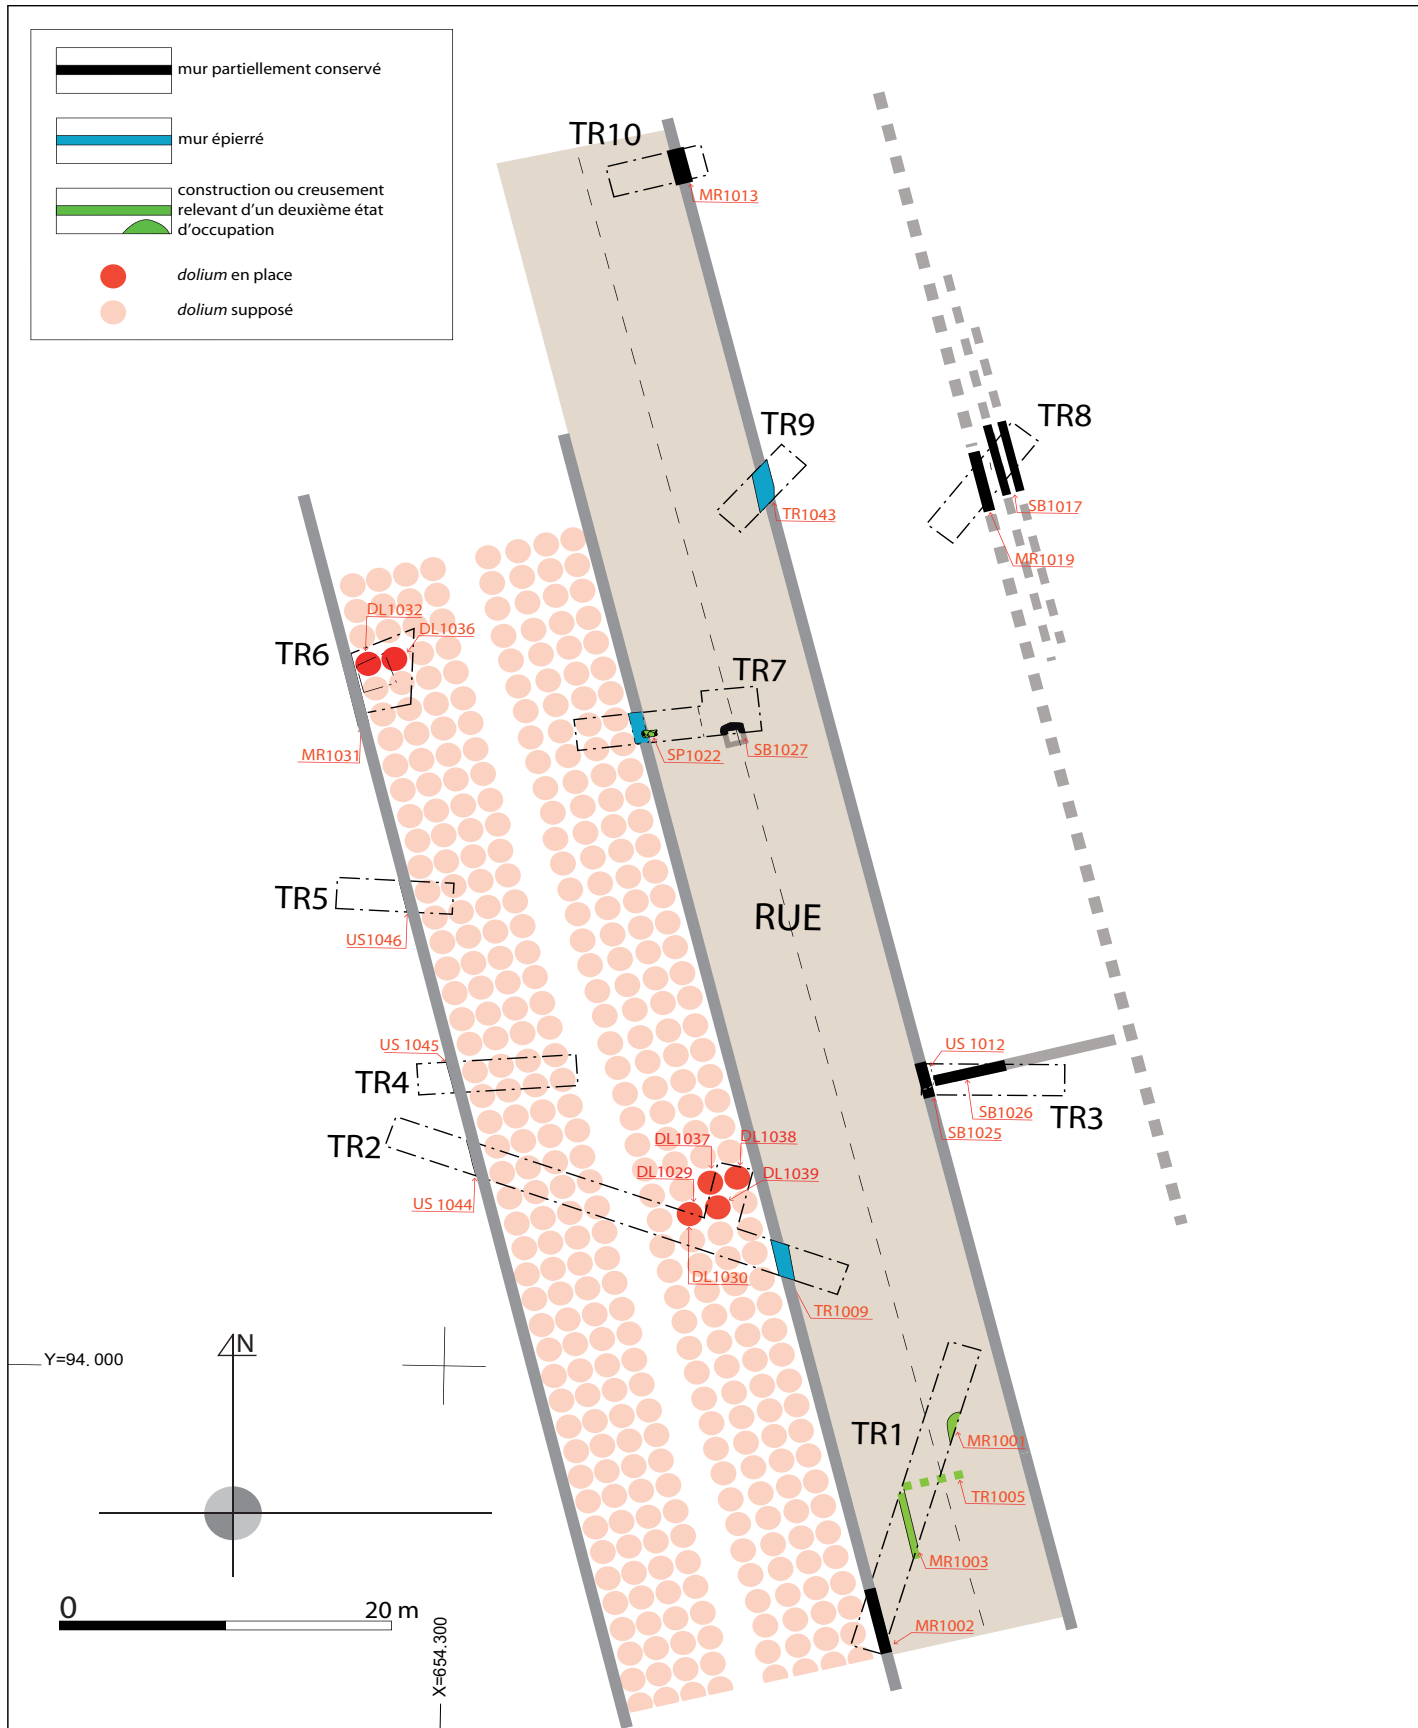 mur partiellement conservé
mur épierré
construction ou creusement
relevant d'un deuxième état
d'occupation
dolium en place
dolium supposé
TR10
MR1013
TR9
TR1043
TR8
SB1017
MR1019
DL1032
DL1036
TR6
MR1031
TR7
SP1022
SB1027
TR5
US1046
RUE
US 1045
TR4
US 1012
SB1026
TR3
SB1025
TR2
US 1044
DL1037
DL1038
DL1029
DL1039
DL1030
TR1009
N
Y=94. 000
TR1
MR1001
TR1005
MR1003
MR1002
0
20 m
X=654.300